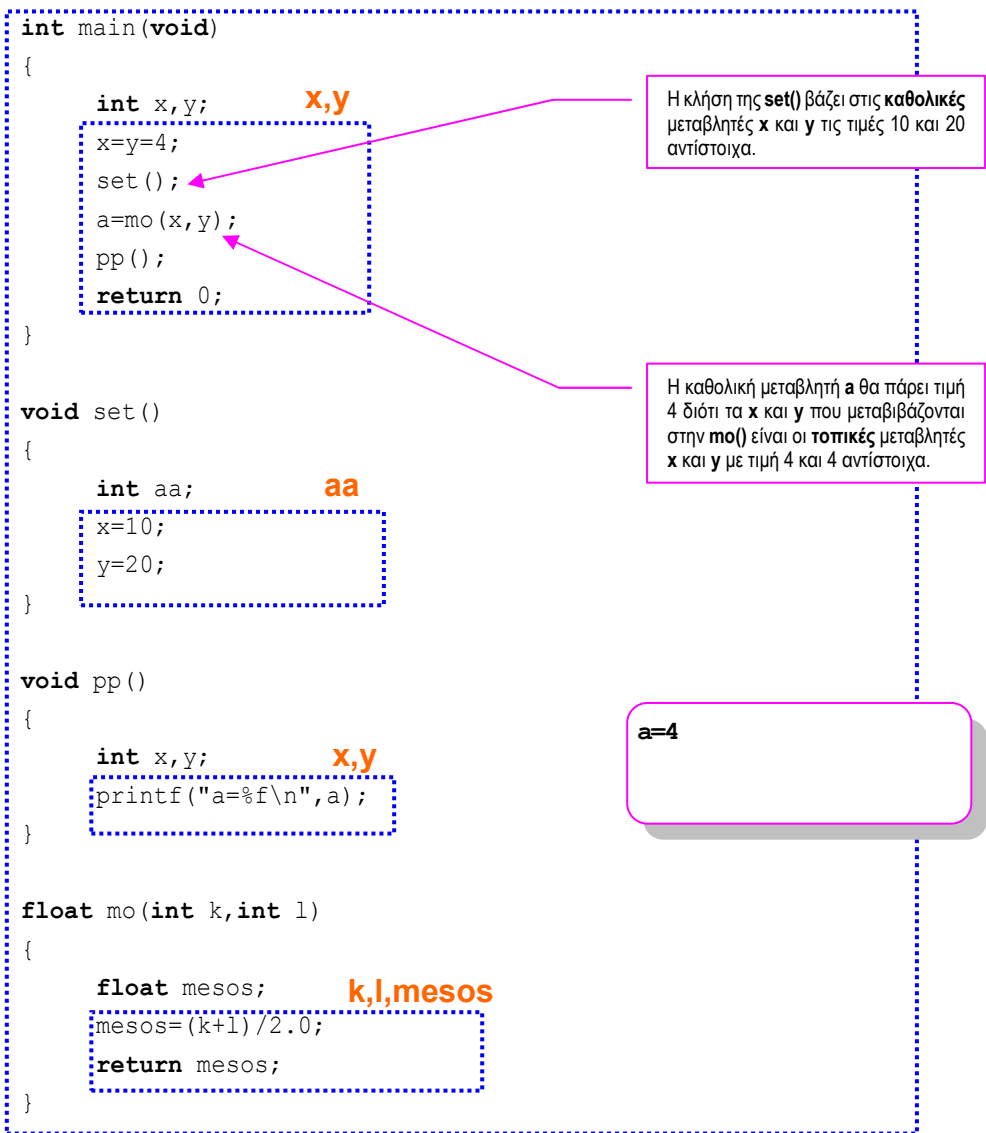 int main(void)
{
int x,y; x,y
x=y=4;
set();
a=mo(x,y);
pp();
return 0;
}
Η κλήση της set() βάζει στις καθολικές
μεταβλητές x και y τις τιμές 10 και 20
αντίστοιχα.
Η καθολική μεταβλητή a θα πάρει τιμή
4 διότι τα x και y που μεταβιβάζονται
στην mo() είναι οι τοπικές μεταβλητές
x και y με τιμή 4 και 4 αντίστοιχα.
void set()
{
int aa; aa
x=10;
y=20;
}
void pp()
{
int x,y; x,y
printf("a=%f\n",a);
}
a=4
float mo(int k,int l)
{
float mesos; k,l,mesos
mesos=(k+l)/2.0;
return mesos;
}